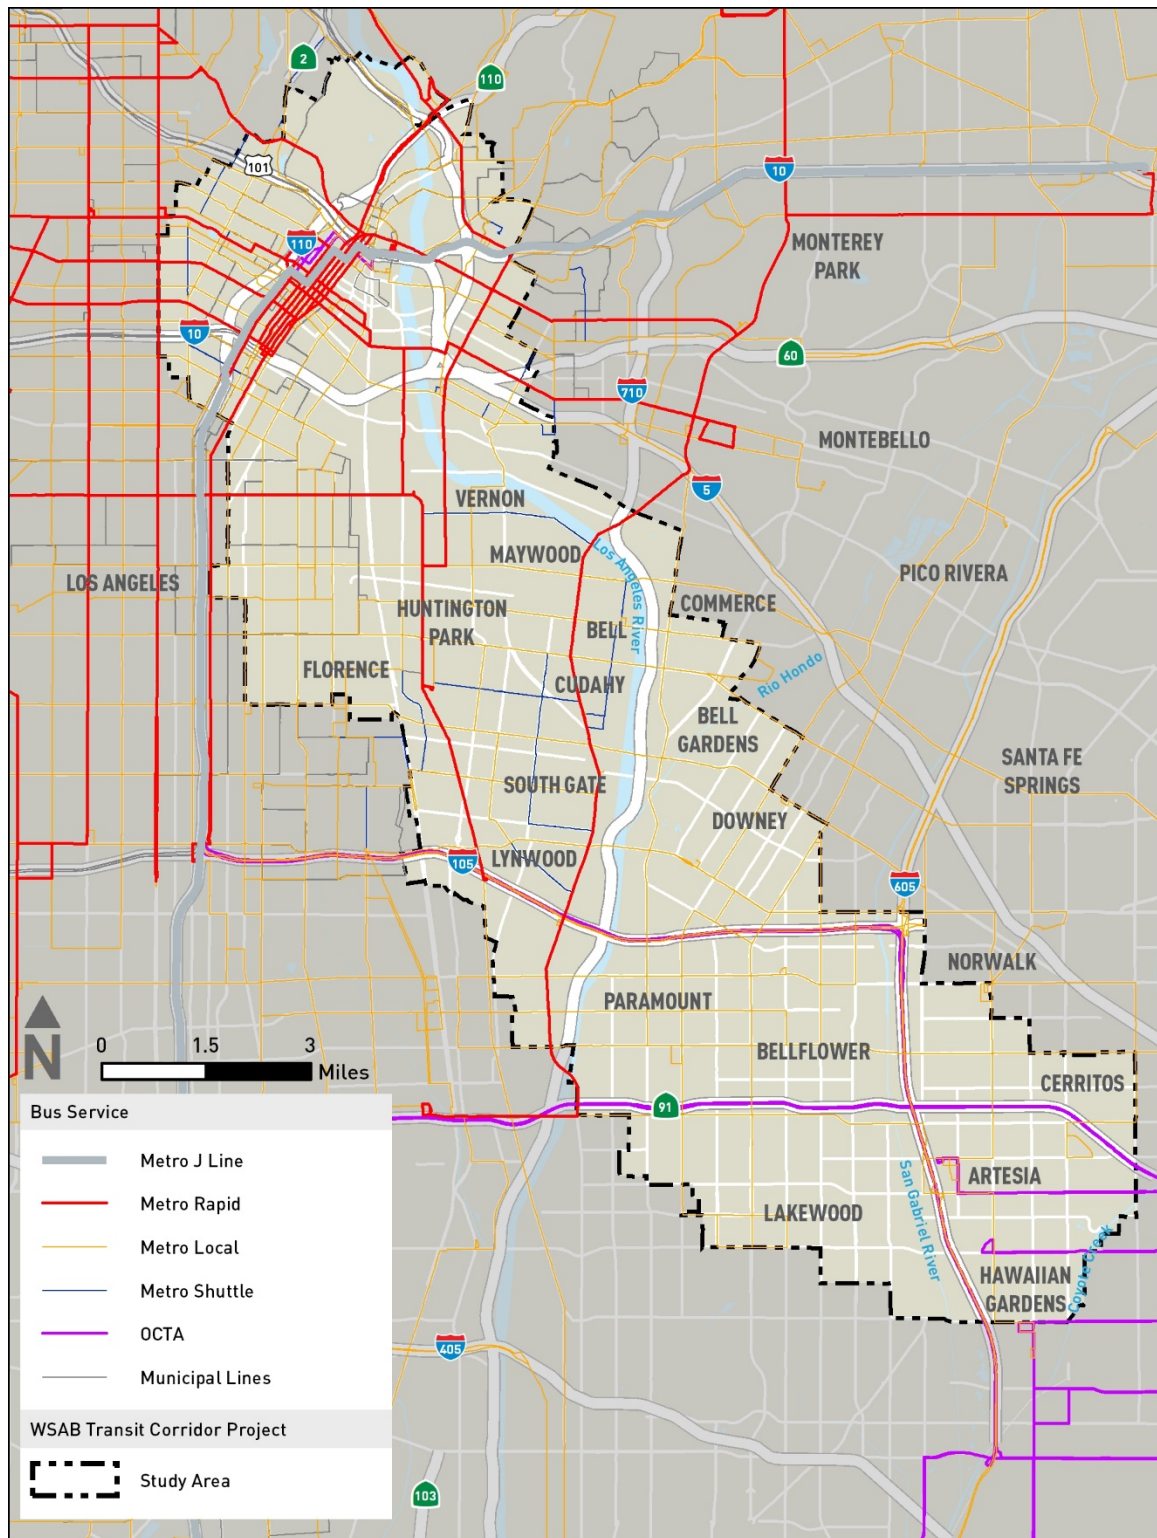 2
110
101
10
MONTEREY
PARK
110
10
60
710
MONTEBELLO
5
VERNON
MAYWOOD
Los Angeles River
LOS ANGELES
PICO RIVERA
COMMERCE
HUNTINGTON
PARK
BELL
FLORENCE
CUDAHY
Rio Hondo
BELL
GARDENS
SANTA FE
SPRINGS
SOUTH GATE
DOWNEY
105
LYNWOOD
605
NORWALK
PARAMOUNT
N
0 1.5 3
Miles
BELLFLOWER
CERRITOS
91
ARTESIA
San Gabriel River
LAKEWOOD
HAWAIIAN
GARDENS
Coyote Creek
405
103
Bus Service
Metro J Line
Metro Rapid
Metro Local
Metro Shuttle
OCTA
Municipal Lines
WSAB Transit Corridor Project
Study Area